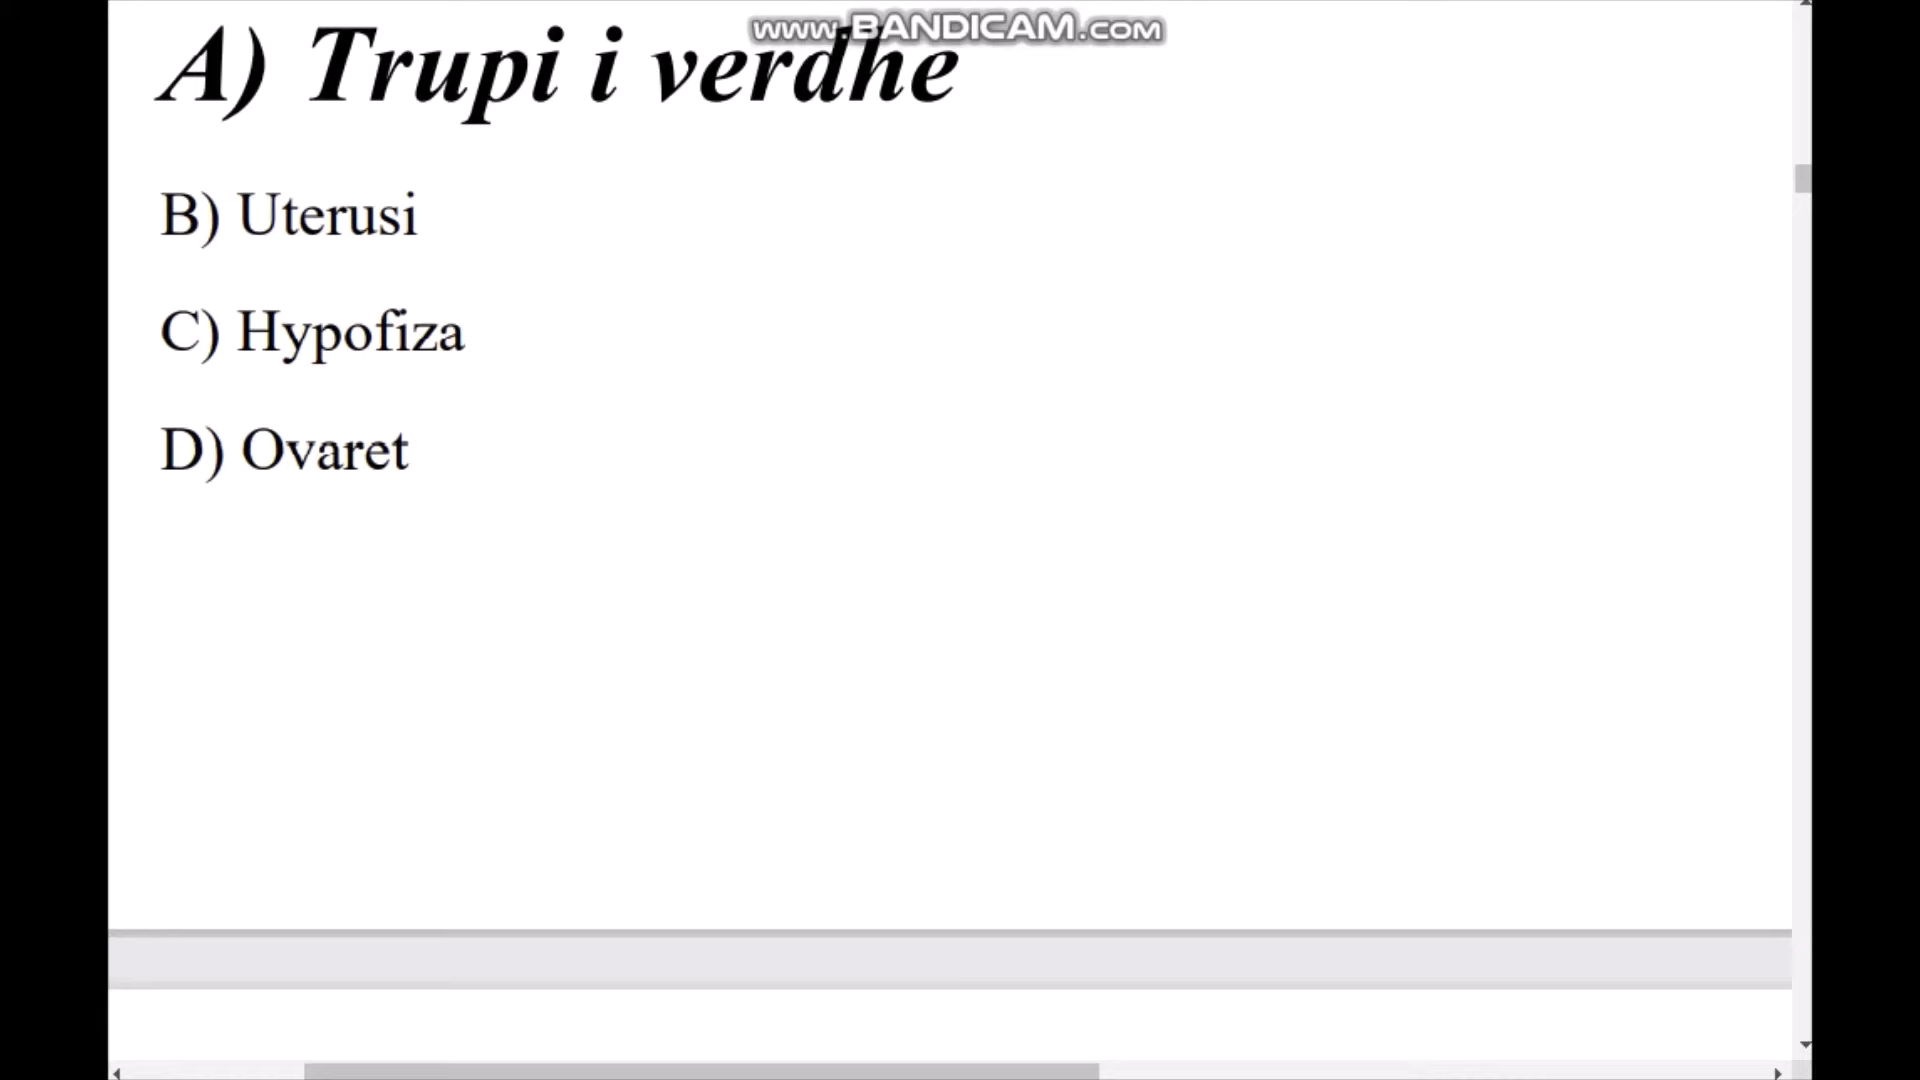 www.BANDICAM.com
A) Trupi i verdhe
B) Uterusi
C) Hypofiza
D) Ovaret